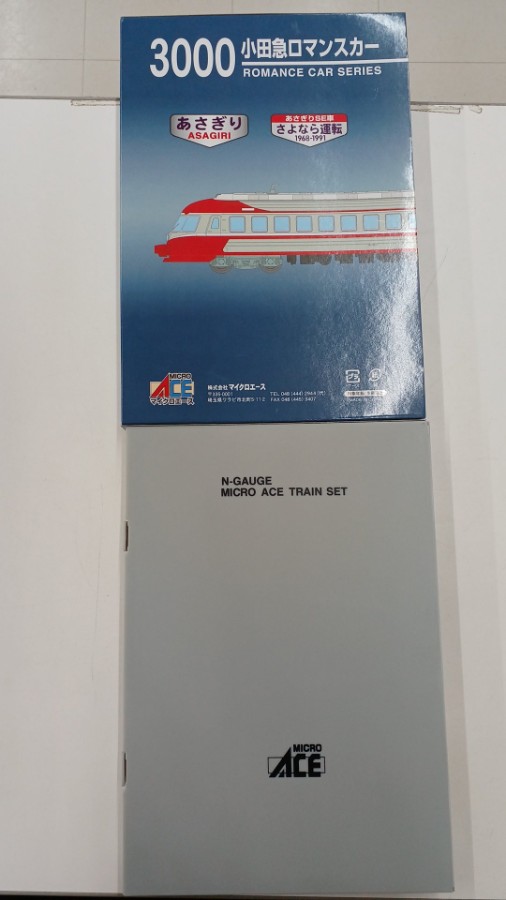 3000
小田急ロマンスカー
ROMANCE CAR SERIES
あさぎり
ASAGIRI
あさぎりSE車
さよなら運転
1968-1991
MICRO
ACE
マイクロエース
株式会社 マイクロエース
N-GAUGE
MICRO ACE TRAIN SET
MICRO
ACE